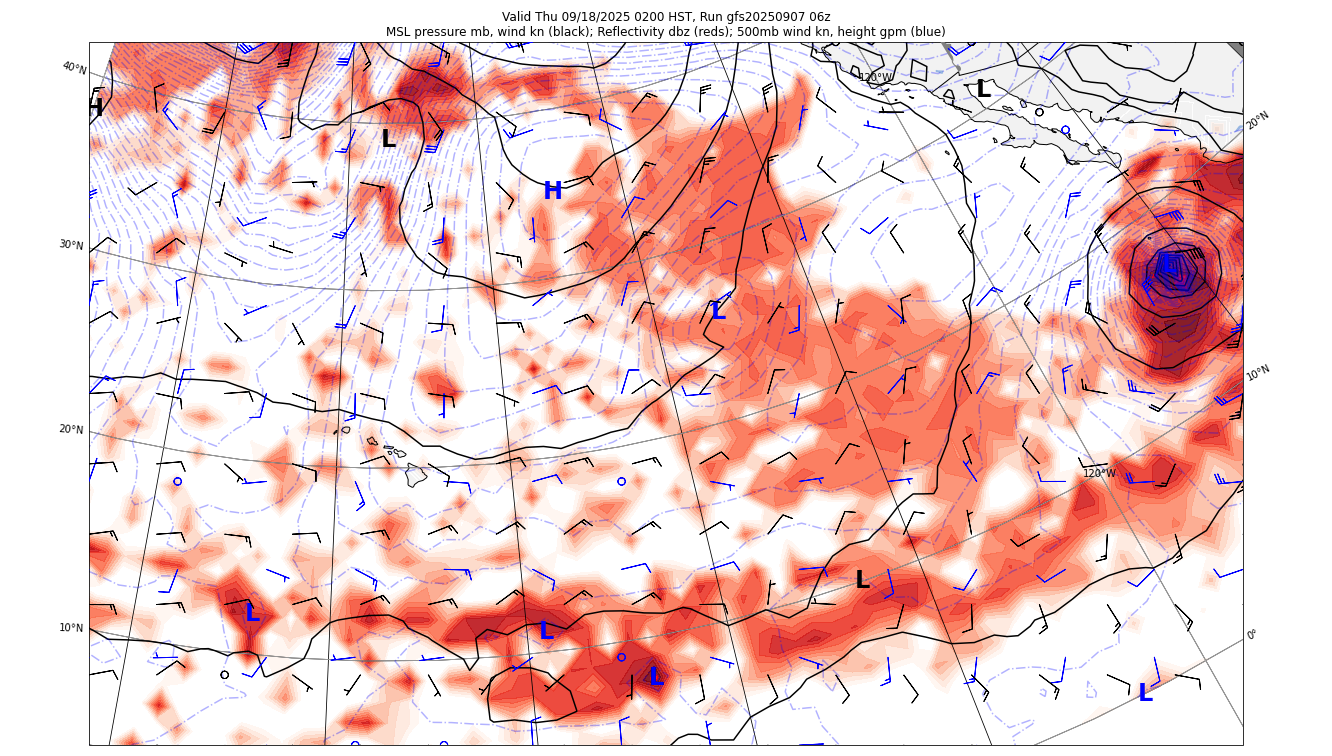 Valid Thu 09/18/2025 0200 HST, Run gfs20250907 06z
MSL pressure mb, wind kn (black); Reflectivity dbz (reds); 500mb wind kn, height gpm (blue)
40°N
120°W
L
H
L
20°N
H
30°N
L
10°N
20°N
120°W
L
L
10°N
L
0°
L
L